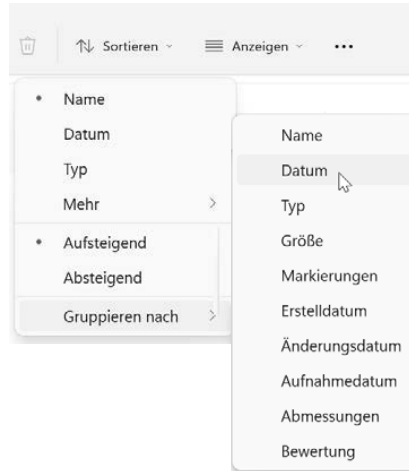 Sortieren
Anzeigen
Name
Datum
Typ
Mehr
Aufsteigend
Absteigend
Gruppieren nach
Name
Datum
Typ
Größe
Markierungen
Erstelldatum
Änderungsdatum
Aufnahmedatum
Abmessungen
Bewertung